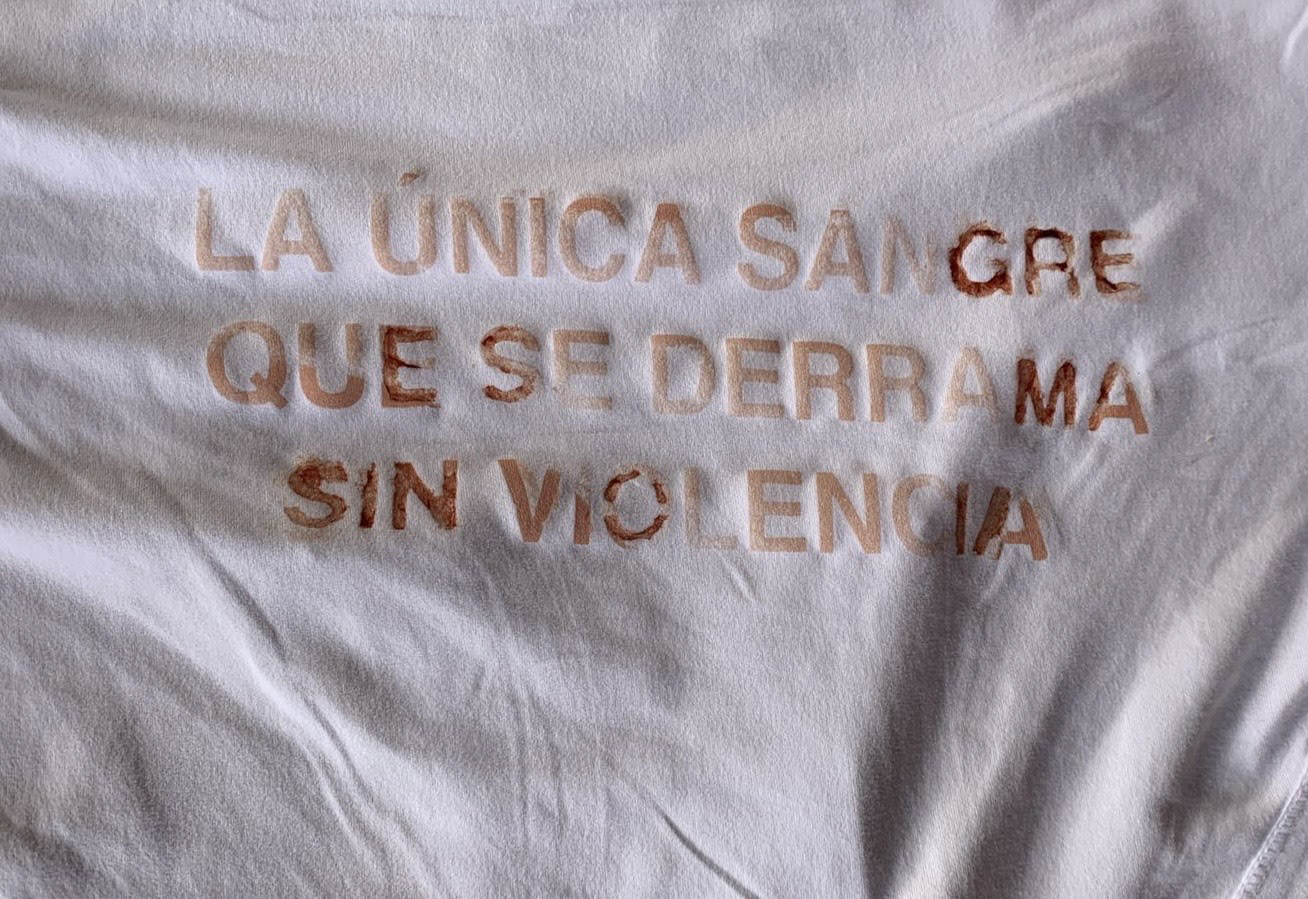 LA ÚNICA SANGRE
QUE SE DERRAMA
SIN VIOLENCIA